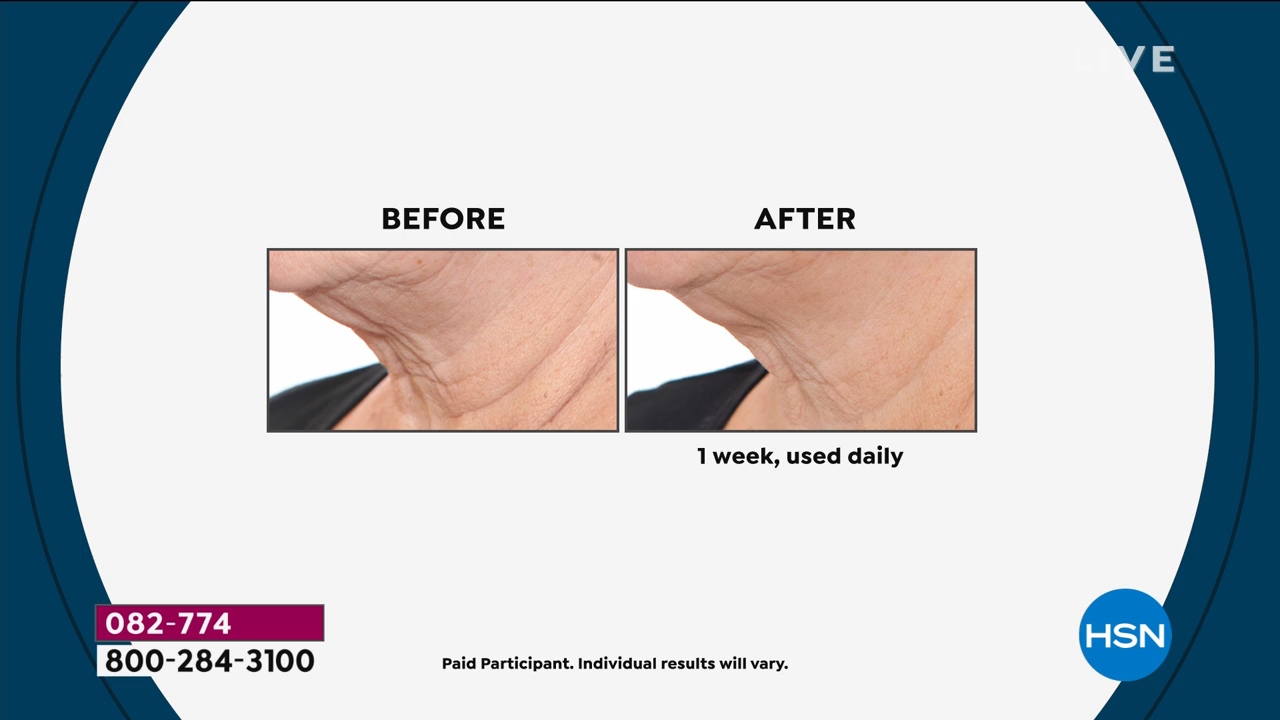 LIVE
BEFORE
AFTER
1 week, used daily
082-774
800-284-3100
Paid Participant. Individual results will vary.
HSN